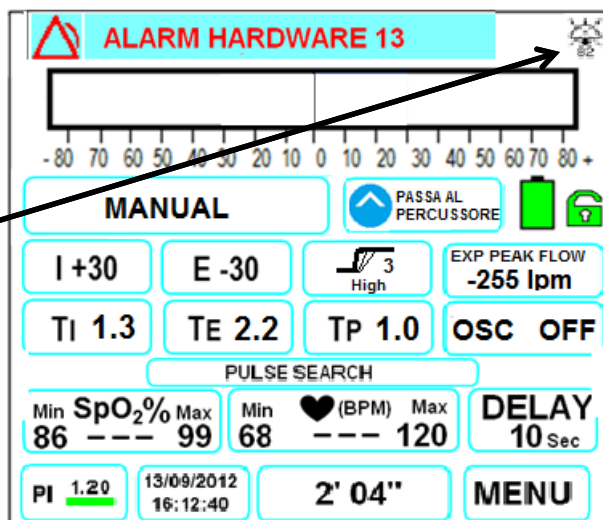 ALARM HARDWARE 13
82
- 80 70 60 50 40 30 20 10 0 10 20 30 40 50 60 70 80 +
MANUAL
PASSA AL
PERCUSSORE
I +30
E -30
3
High
EXP PEAK FLOW
-255 lpm
TI 1.3
TE 2.2
TP 1.0
OSC OFF
PULSE SEARCH
Min SpO2% Max
86 --- 99
Min (BPM) Max
68 --- 120
DELAY
10 Sec
PI 1.20
13/09/2012
16:12:40
2' 04"
MENU